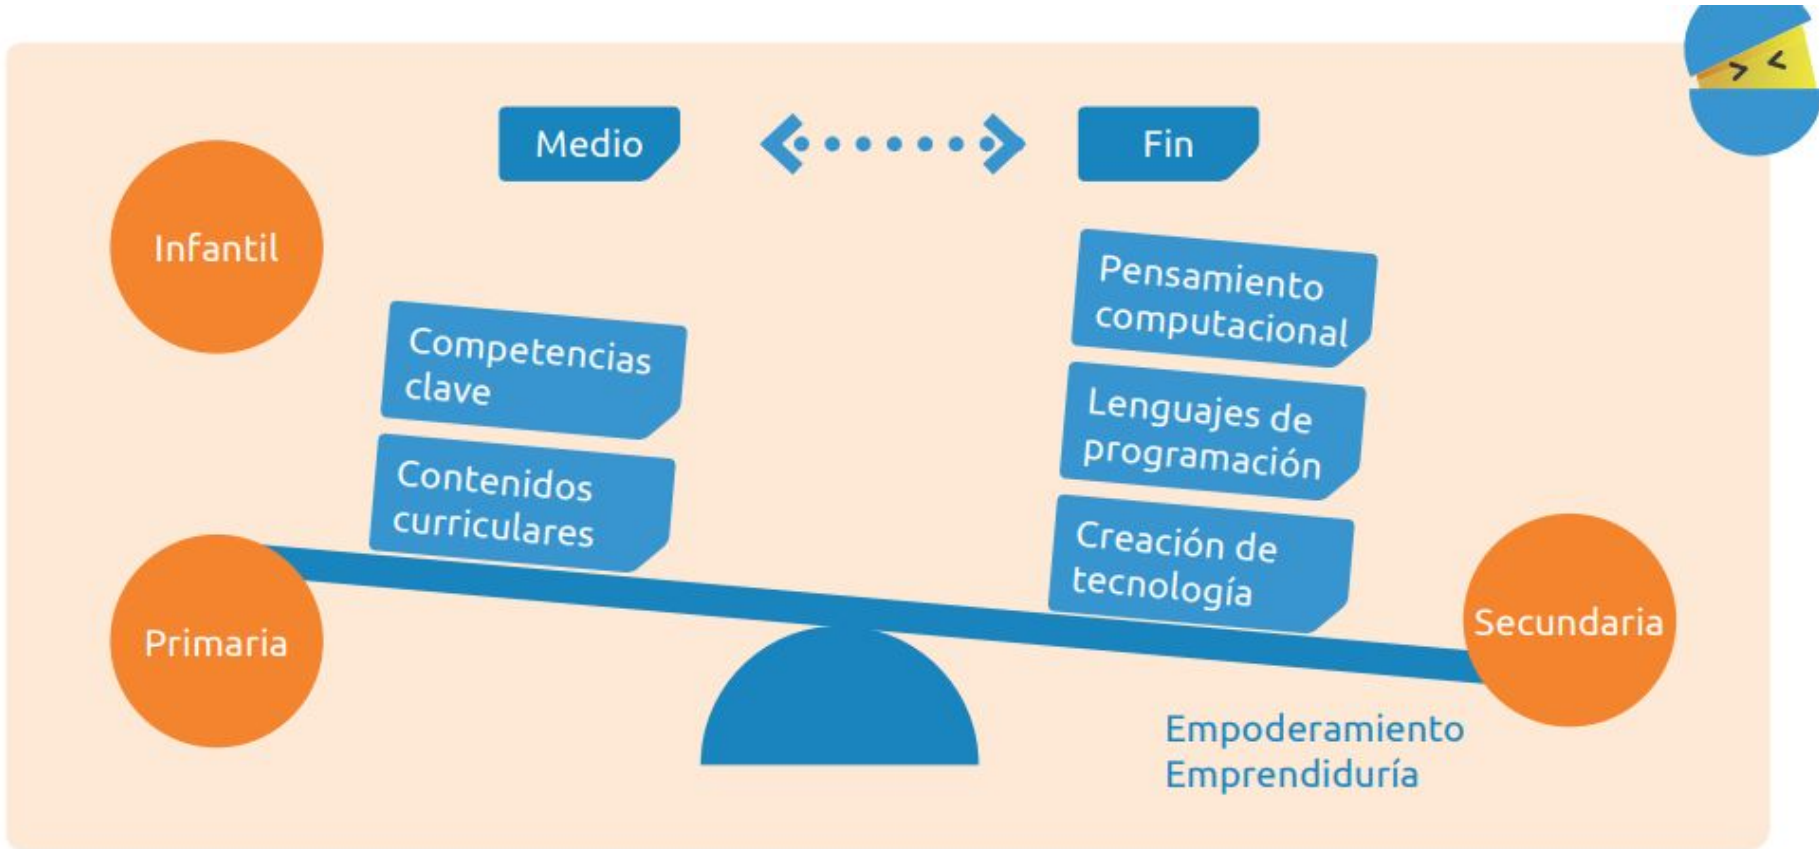 Medio
Fin
Infantil
Competencias
clave
Contenidos
curriculares
Primaria
Pensamiento
computacional
Lenguajes de
programación
Creación de
tecnología
Secundaria
Empoderamiento
Emprendiduría